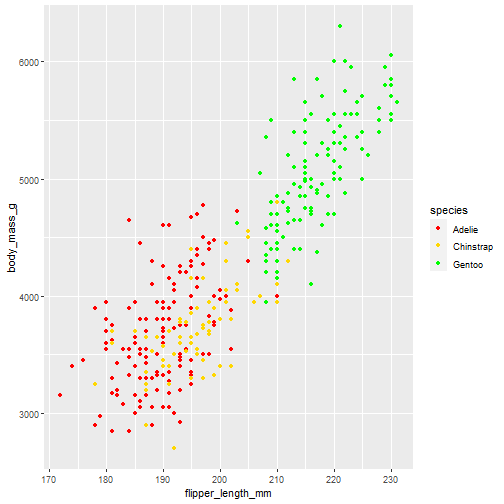 body_mass_g
6000
5000
4000
3000
170
180
190
200
210
220
230
flipper_length_mm
species
Adelie
Chinstrap
Gentoo